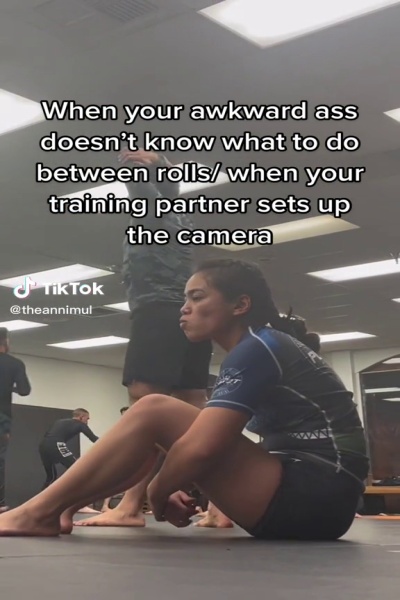 When your awkward ass
doesn't know what to do
between rolls/ when your
training partner sets up
the camera
TikTok
@theannimul